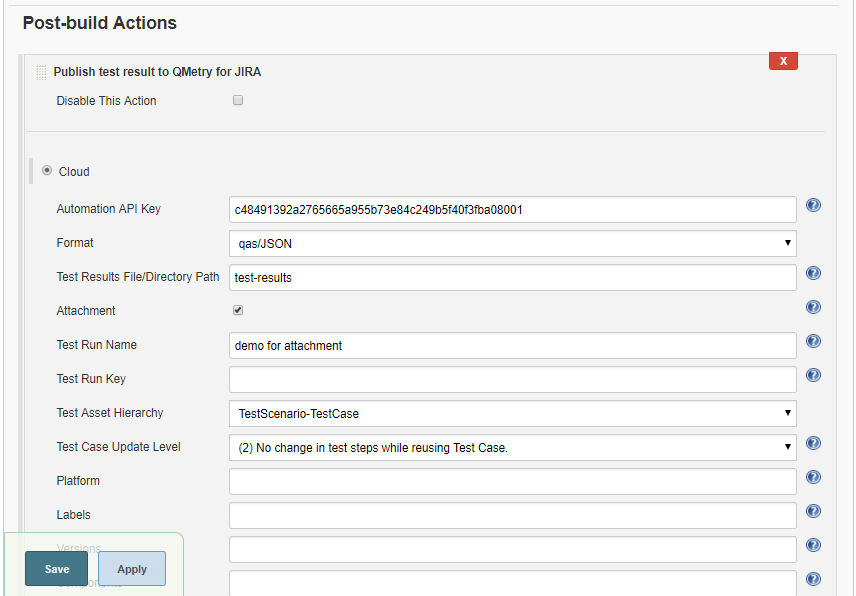 Post-build Actions
Publish test result to QMetry for JIRA
X
Disable This Action
Cloud
Automation API Key
c48491392a2765665a955b73e84c249b5f40f3fba08001
Format
qas/JSON
Test Results File/Directory Path
test-results
Attachment
Test Run Name
demo for attachment
Test Run Key
Test Asset Hierarchy
TestScenario-TestCase
Test Case Update Level
(2) No change in test steps while reusing Test Case.
Platform
Labels
Versions
Save
Apply